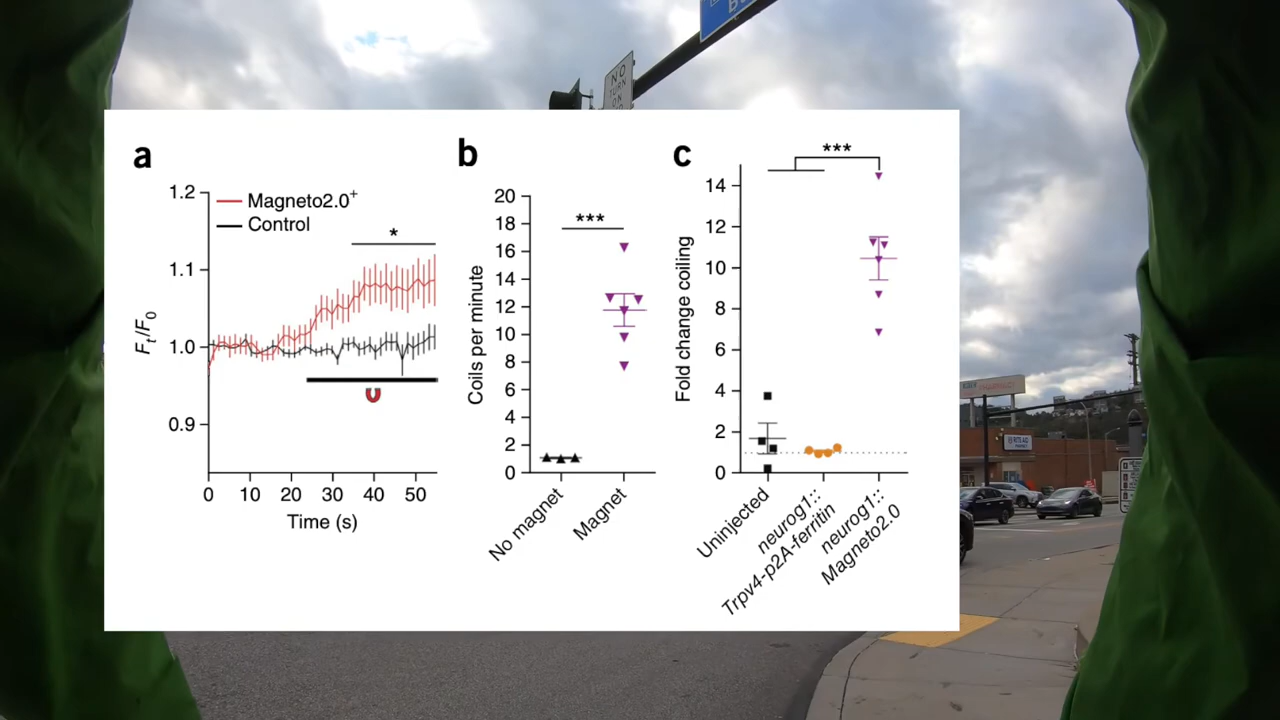 NO
TURN
ON
a
b
c
1.2
1.1
1.0
0.9
Magneto2.0+
Control
*
Ft/F0
0
10
20
30
40
50
Time (s)
***
20
18
16
14
12
10
8
6
4
2
0
Coils per minute
No magnet
Magnet
***
14
12
10
8
6
4
2
0
Fold change coiling
Uninjected
neurog1::
Trpv4-p2A-ferritin
neurog1::
Magneto2.0
RITE AID